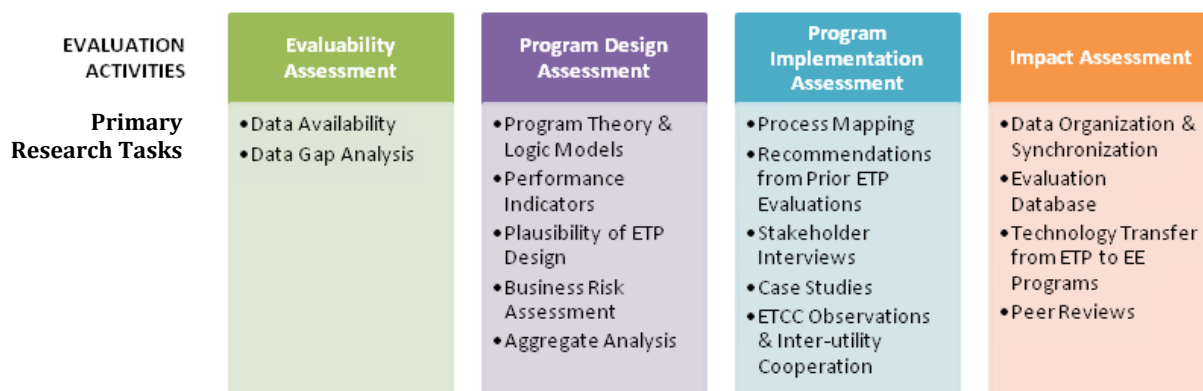 EVALUATION
ACTIVITIES
Primary
Research Tasks
Evaluability
Assessment
•Data Availability
•Data Gap Analysis
Program Design
Assessment
•Program Theory &
Logic Models
•Performance
Indicators
•Plausibility of ETP
Design
•Business Risk
Assessment
•Aggregate Analysis
Program
Implementation
Assessment
•Process Mapping
•Recommendations
from Prior ETP
Evaluations
•Stakeholder
Interviews
•Case Studies
•ETCC Observations
& Inter-utility
Cooperation
Impact Assessment
•Data Organization &
Synchronization
•Evaluation
Database
•Technology Transfer
from ETP to EE
Programs
•Peer Reviews